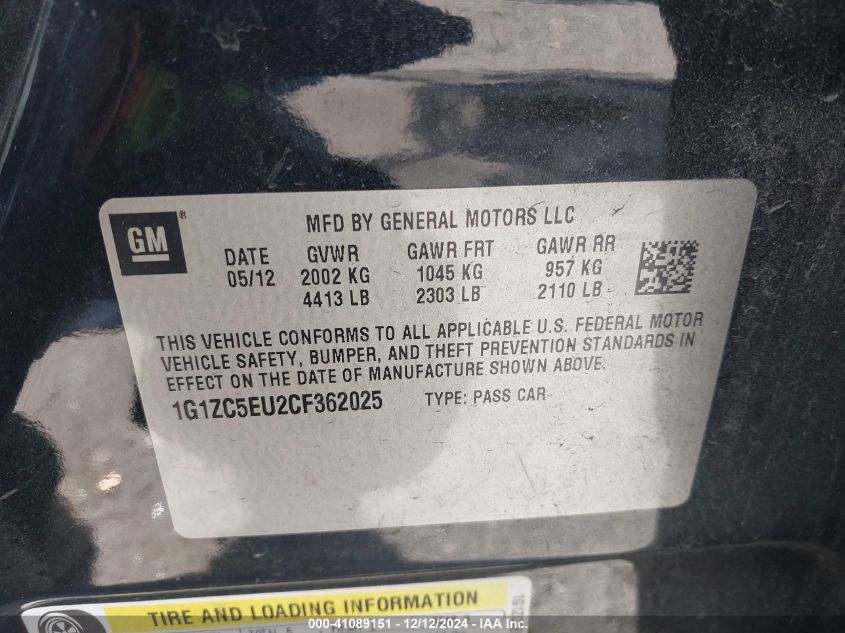 GM ®
MFD BY GENERAL MOTORS LLC
DATE GVWR GAWR FRT GAWR RR
05/12 2002 KG 1045 KG 957 KG
4413 LB 2303 LB 2110 LB
THIS VEHICLE CONFORMS TO ALL APPLICABLE U.S. FEDERAL MOTOR
VEHICLE SAFETY, BUMPER, AND THEFT PREVENTION STANDARDS IN
EFFECT ON THE DATE OF MANUFACTURE SHOWN ABOVE.
1G1ZC5EU2CF362025 TYPE: PASS CAR
TIRE AND LOADING INFORMATION
# 41089151 - 12/12/2024 - IAA Inc.